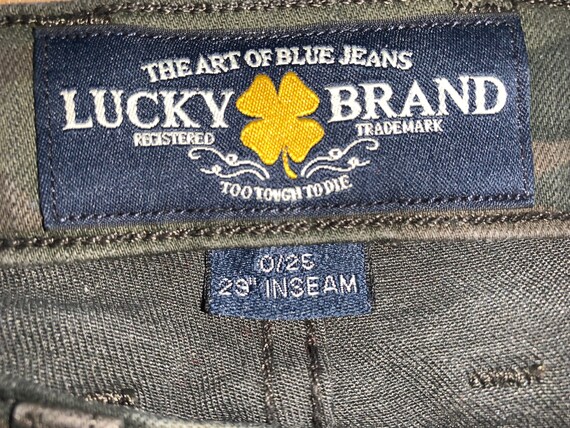 THE ART OF BLUE JEANS
LUCKY BRAND
REGISTERED TRADEMARK
TOO TOUGH TO DIE
0/25
29" INSEAM